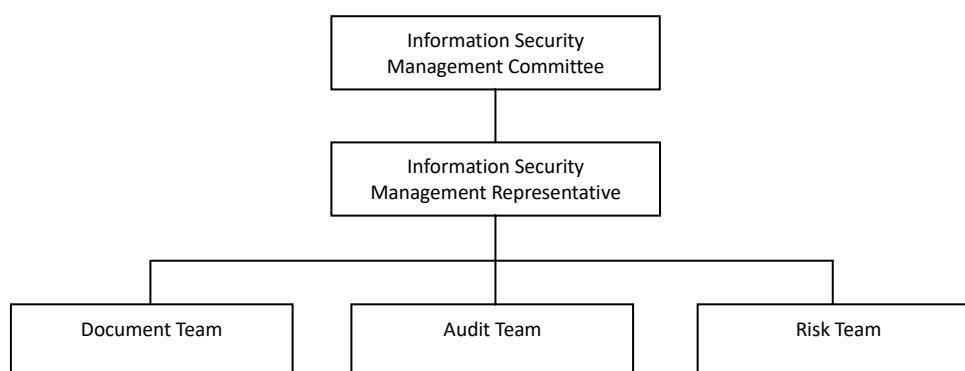 Information Security
Management Committee
Information Security
Management Representative
Document Team
Audit Team
Risk Team